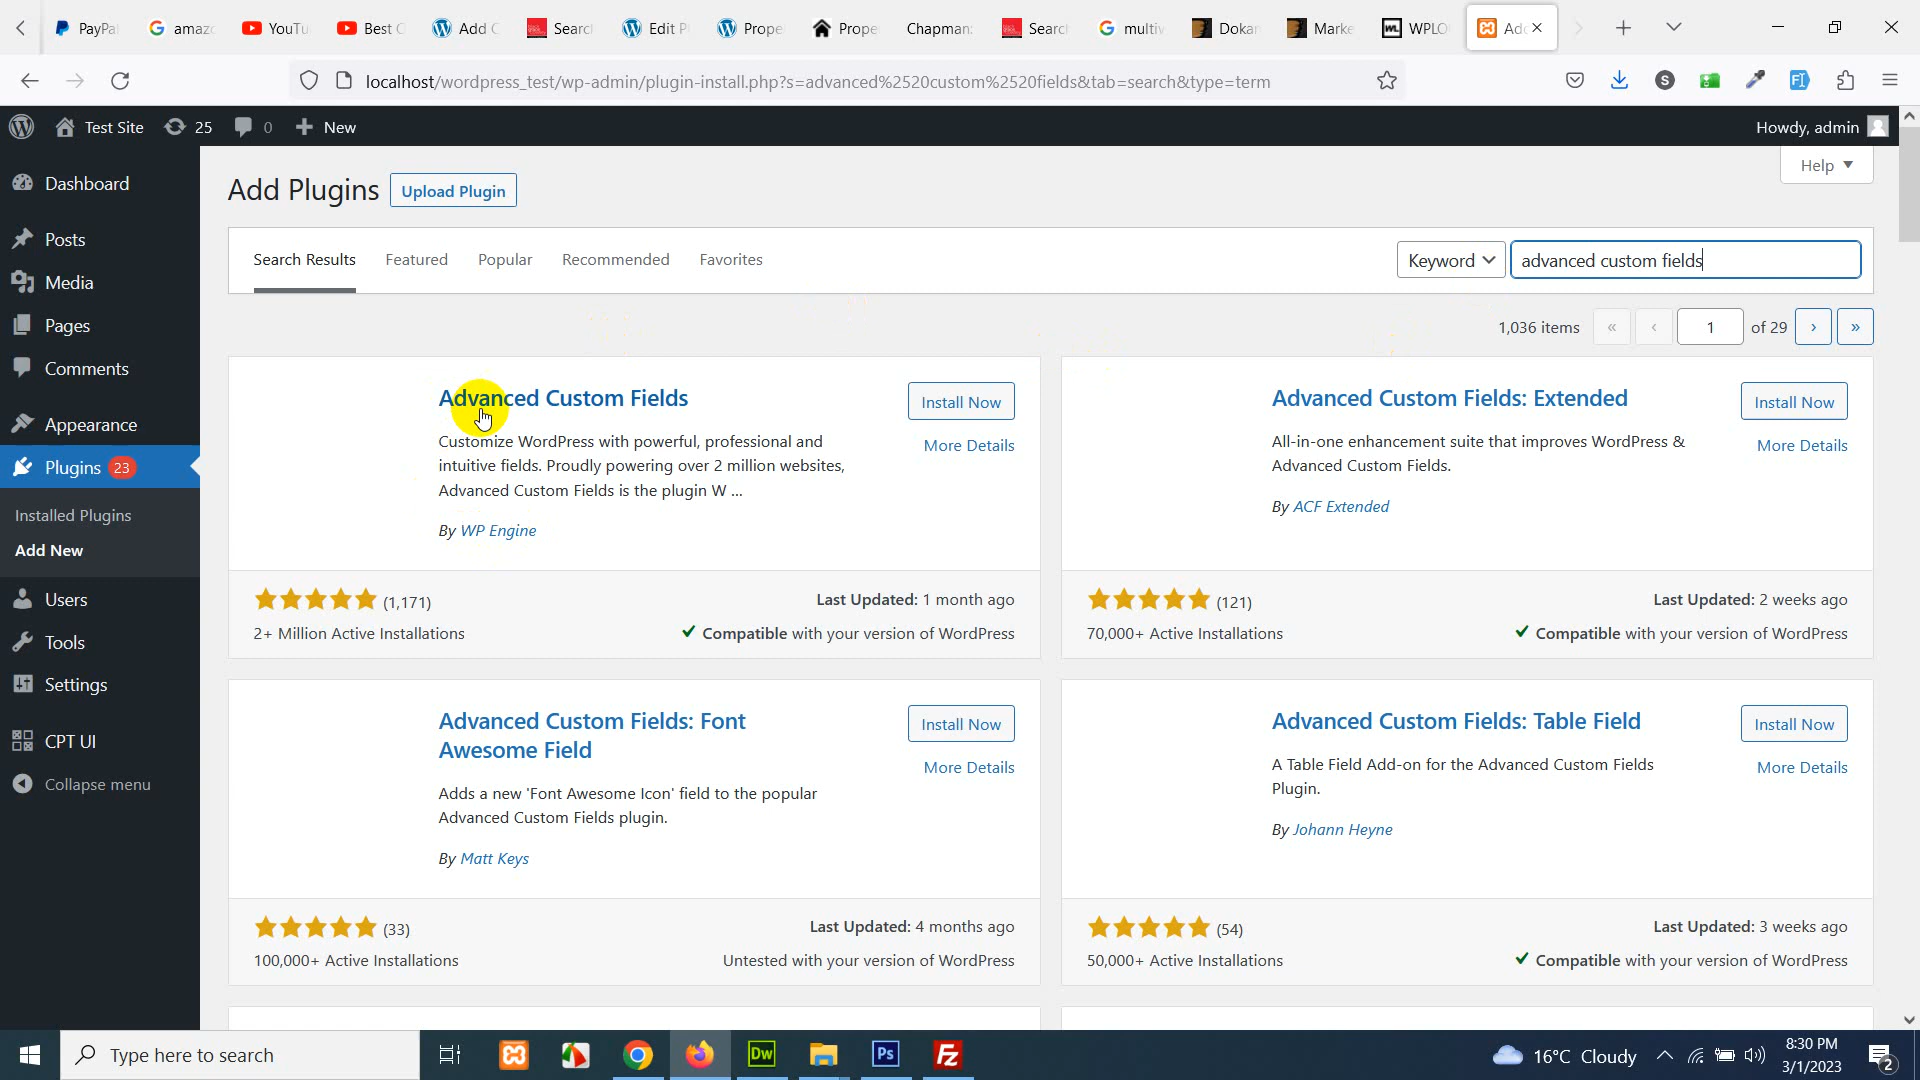 PayPal
amazo
YouTu
Best C
Add C
Searc
Edit P
Prope
Prope
Chapman
Search
multiv
Dokan
Marke
WPLO
Add
localhost/wordpress_test/wp-admin/plugin-install.php?s=advanced%2520custom%2520fields&tab=search&type=term
Test Site
25
0
New
Howdy, admin
Help
Dashboard
Posts
Media
Pages
Comments
Appearance
Plugins 23
Installed Plugins
Add New
Users
Tools
Settings
CPT UI
Collapse menu
Add Plugins
Upload Plugin
Search Results
Featured
Popular
Recommended
Favorites
Keyword
advanced custom fields
1,036 items
«
‹
1
of 29
›
»
Advanced Custom Fields
Install Now
More Details
Customize WordPress with powerful, professional and
intuitive fields. Proudly powering over 2 million websites,
Advanced Custom Fields is the plugin W ...
By WP Engine
(1,171)
Last Updated: 1 month ago
2+ Million Active Installations
Compatible with your version of WordPress
Advanced Custom Fields: Extended
Install Now
More Details
All-in-one enhancement suite that improves WordPress &
Advanced Custom Fields.
By ACF Extended
(121)
Last Updated: 2 weeks ago
70,000+ Active Installations
Compatible with your version of WordPress
Advanced Custom Fields: Font
Awesome Field
Install Now
More Details
Adds a new 'Font Awesome Icon' field to the popular
Advanced Custom Fields plugin.
By Matt Keys
(33)
Last Updated: 4 months ago
100,000+ Active Installations
Untested with your version of WordPress
Advanced Custom Fields: Table Field
Install Now
More Details
A Table Field Add-on for the Advanced Custom Fields
Plugin.
By Johann Heyne
(54)
Last Updated: 3 weeks ago
50,000+ Active Installations
Compatible with your version of WordPress
Type here to search
Dw
Ps
Fz
16°C Cloudy
8:30 PM
3/1/2023
2